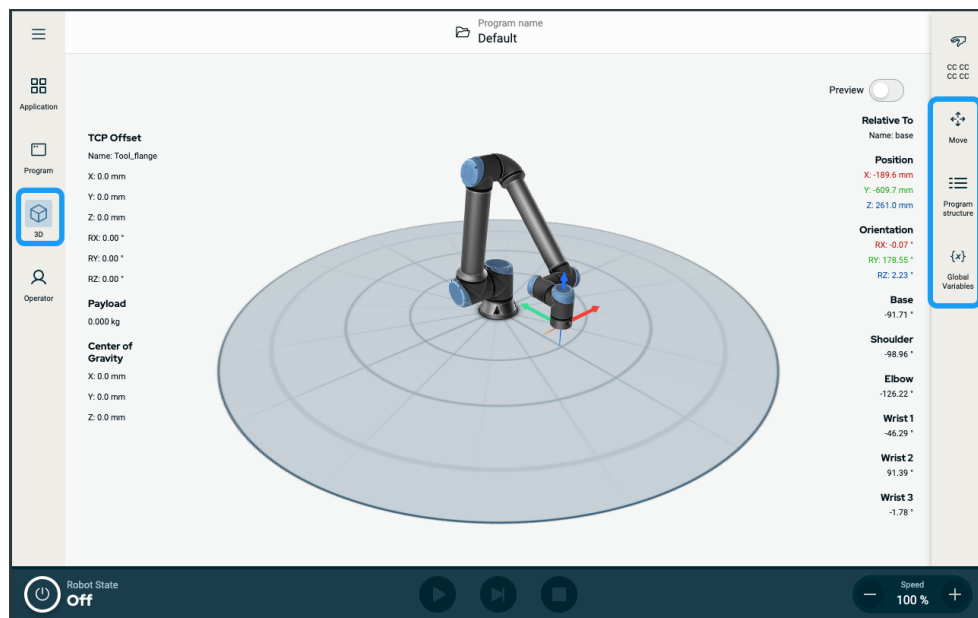 Program name
Default
Application
Program
3D
Operator
TCP Offset
Name: Tool_flange
X: 0.0 mm
Y: 0.0 mm
Z: 0.0 mm
RX: 0.00 °
RY: 0.00 °
RZ: 0.00 °
Payload
0.000 kg
Center of
Gravity
X: 0.0 mm
Y: 0.0 mm
Z: 0.0 mm
Preview
Relative To
Name: base
Position
X: -189.6 mm
Y: -609.7 mm
Z: 261.0 mm
Orientation
RX: -0.07 °
RY: 178.55 °
RZ: 2.23 °
Base
-91.71 °
Shoulder
-98.96 °
Elbow
-126.22 °
Wrist 1
-46.29 °
Wrist 2
91.39 °
Wrist 3
-1.78 °
CC CC
CC CC
Move
Program
structure
{x}
Global
Variables
Robot State
Off
Speed
100 %